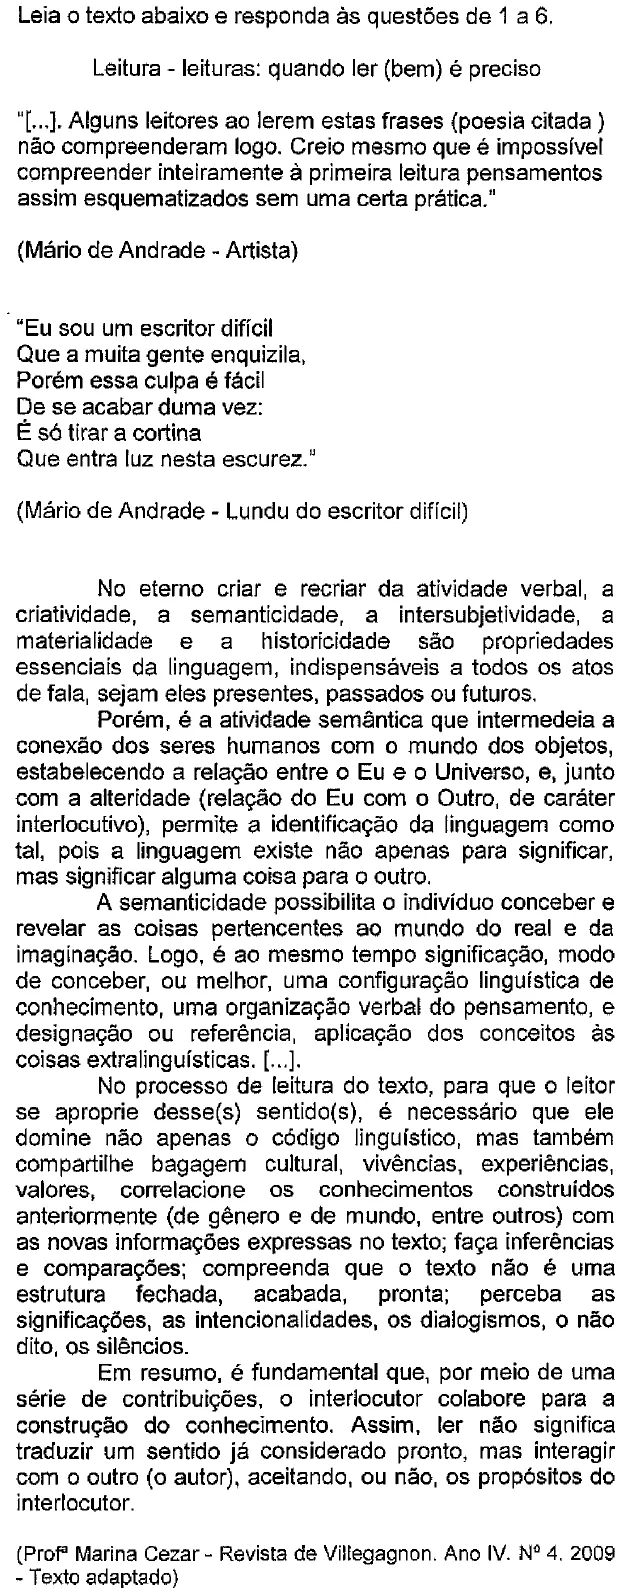 Leia o texto abaixo e responda às questões de 1 a 6.
Leitura - leituras: quando ler (bem) é preciso
"[...]. Alguns leitores ao lerem estas frases (poesia citada )
não compreenderam logo. Creio mesmo que é impossível
compreender inteiramente à primeira leitura pensamentos
assim esquematizados sem uma certa prática."
(Mário de Andrade - Artista)
"Eu sou um escritor difícil
Que a muita gente enquizila,
Porém essa culpa é fácil
De se acabar duma vez:
É só tirar a cortina
Que entra luz nesta escurez."
(Mário de Andrade - Lundu do escritor difícil)
No eterno criar e recriar da atividade verbal, a
criatividade, a semanticidade, a intersubjetividade, a
materialidade e a historicidade são propriedades
essenciais da linguagem, indispensáveis a todos os atos
de fala, sejam eles presentes, passados ou futuros.
Porém, é a atividade semântica que intermedeia a
conexão dos seres humanos com o mundo dos objetos,
estabelecendo a relação entre o Eu e o Universo, e, junto
com a alteridade (relação do Eu com o Outro, de caráter
interlocutivo), permite a identificação da linguagem como
tal, pois a linguagem existe não apenas para significar,
mas significar alguma coisa para o outro.
A semanticidade possibilita o indivíduo conceber e
revelar as coisas pertencentes ao mundo do real e da
imaginação. Logo, é ao mesmo tempo significação, modo
de conceber, ou melhor, uma configuração linguística de
conhecimento, uma organização verbal do pensamento, e
designação ou referência, aplicação dos conceitos às
coisas extralinguísticas. [...].
No processo de leitura do texto, para que o leitor
se aproprie desse(s) sentido(s), é necessário que ele
domine não apenas o código linguístico, mas também
compartilhe bagagem cultural, vivências, experiências,
valores, correlacione os conhecimentos construídos
anteriormente (de gênero e de mundo, entre outros) com
as novas informações expressas no texto; faça inferências
e comparações; compreenda que o texto não é uma
estrutura fechada, acabada, pronta; perceba as
significações, as intencionalidades, os dialogismos, o não
dito, os silêncios.
Em resumo, é fundamental que, por meio de uma
série de contribuições, o interlocutor colabore para a
construção do conhecimento. Assim, ler não significa
traduzir um sentido já considerado pronto, mas interagir
com o outro (o autor), aceitando, ou não, os propósitos do
interlocutor.
(Profª Marina Cezar - Revista de Villegagnon. Ano IV. Nº 4. 2009
- Texto adaptado)